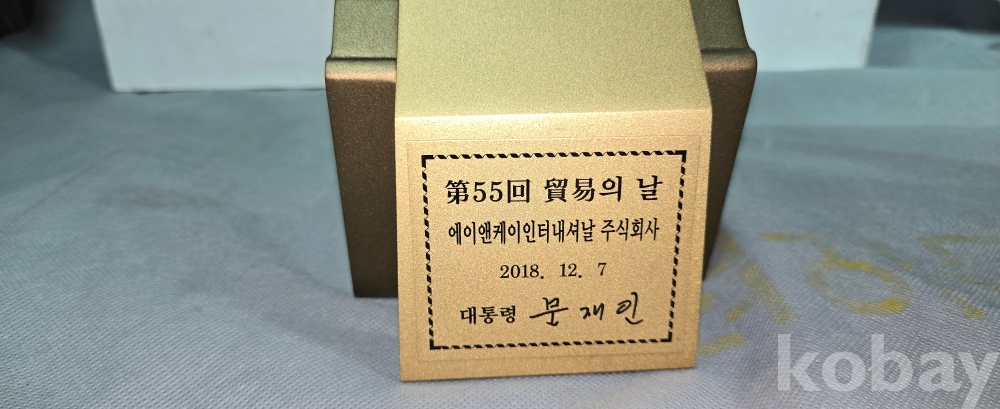 第55回 貿易의 날
에이앤케이인터내셔날 주식회사
2018. 12. 7
대통령 문재인
kobay